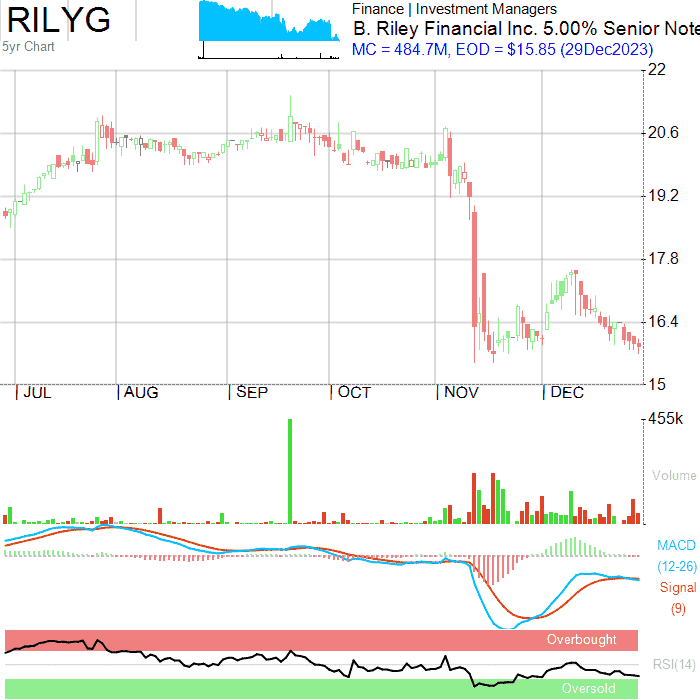 RILYG
5yr Chart
Finance | Investment Managers
B. Riley Financial Inc. 5.00% Senior Note
MC = 484.7M, EOD = $15.85 (29Dec2023)
22
20.6
19.2
17.8
16.4
15
JUL AUG SEP OCT NOV DEC
455k
Volume
MACD
(12-26)
Signal
(9)
Overbought
RSI(14)
Oversold